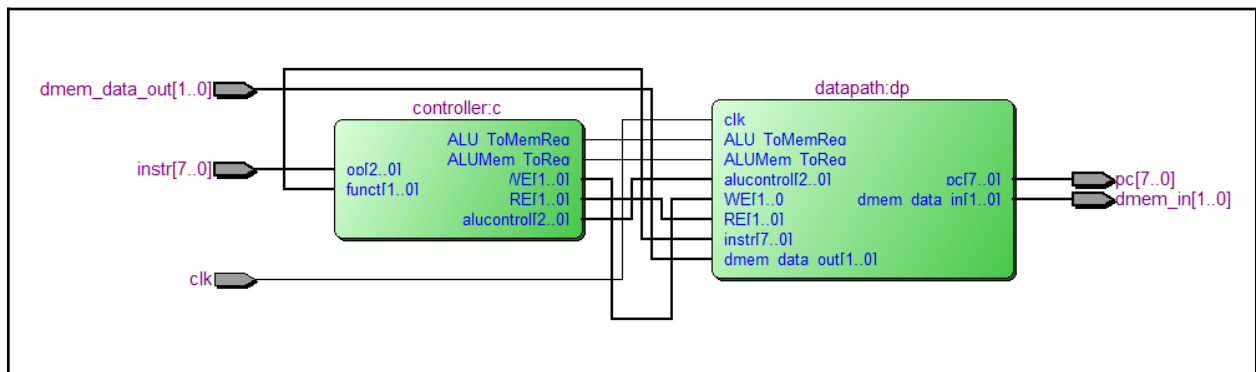 dmem_data_out[1..0]
instr[7..0]
clk
controller:c
op[2..0]
funct[1..0]
ALU_ToMemReg
ALUMem_ToReg
WE[1..0]
RE[1..0]
alucontrol[2..0]
datapath:dp
clk
ALU_ToMemReg
ALUMem_ToReg
alucontrol[2..0]
WE[1..0
RE[1..0]
instr[7..0]
dmem_data_out[1..0]
pc[7..0]
dmem_data_in[1..0]
pc[7..0]
dmem_in[1..0]